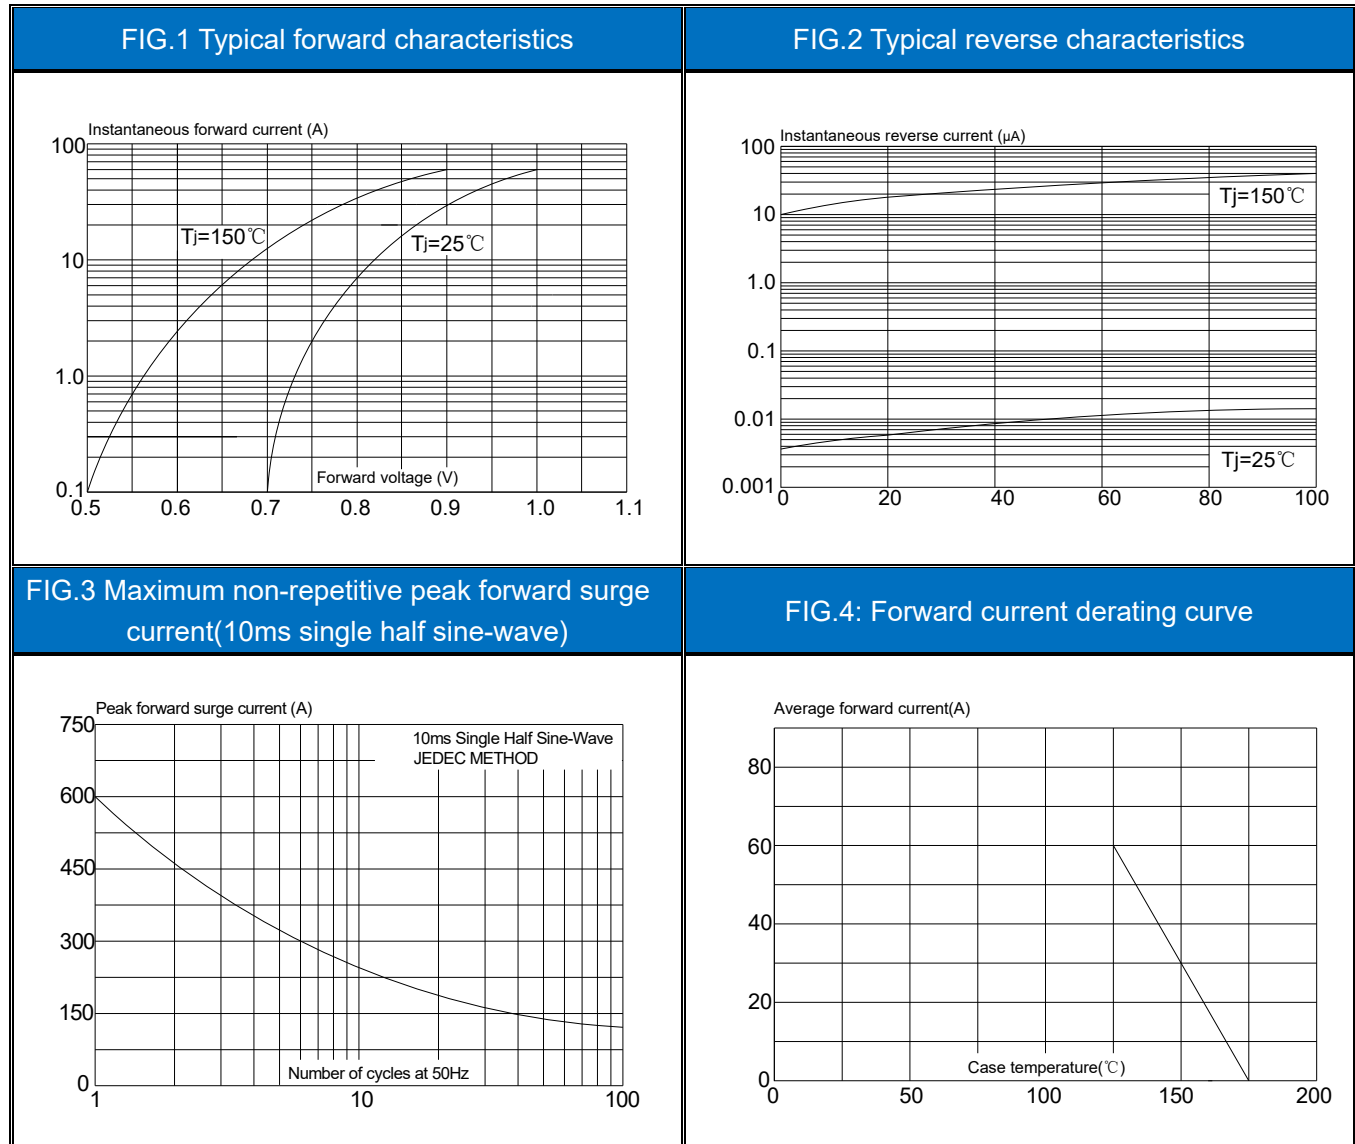 FIG.1 Typical forward characteristics
Instantaneous forward current (A)
100
10
1.0
0.1
Tj=150℃
Tj=25℃
Forward voltage (V)
0.5 0.6 0.7 0.8 0.9 1.0 1.1
FIG.2 Typical reverse characteristics
Instantaneous reverse current (μA)
100
10
1.0
0.1
0.01
0.001
Tj=150℃
Tj=25℃
0 20 40 60 80 100
FIG.3 Maximum non-repetitive peak forward surge
current(10ms single half sine-wave)
Peak forward surge current (A)
750
600
450
300
150
0
10ms Single Half Sine-Wave
JEDEC METHOD
Number of cycles at 50Hz
1 10 100
FIG.4: Forward current derating curve
Average forward current(A)
80
60
40
20
0
Case temperature(℃)
0 50 100 150 200